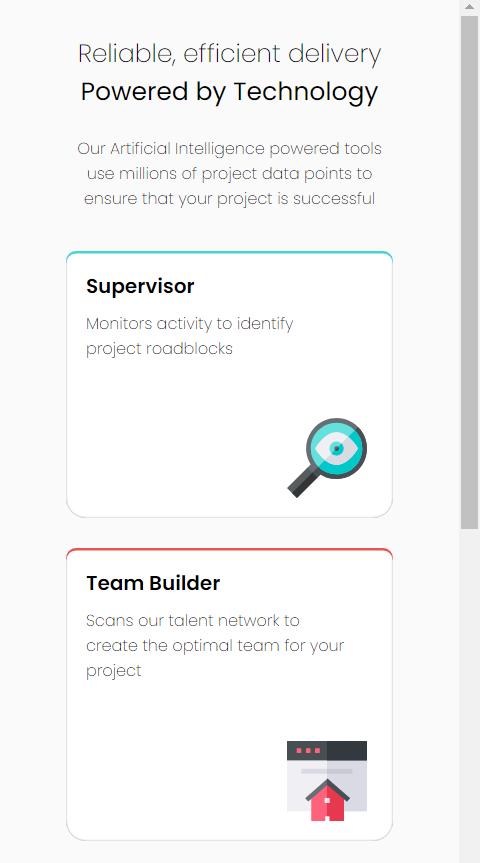 Reliable, efficient delivery
Powered by Technology
Our Artificial Intelligence powered tools
use millions of project data points to
ensure that your project is successful
Supervisor
Monitors activity to identify
project roadblocks
Team Builder
Scans our talent network to
create the optimal team for your
project